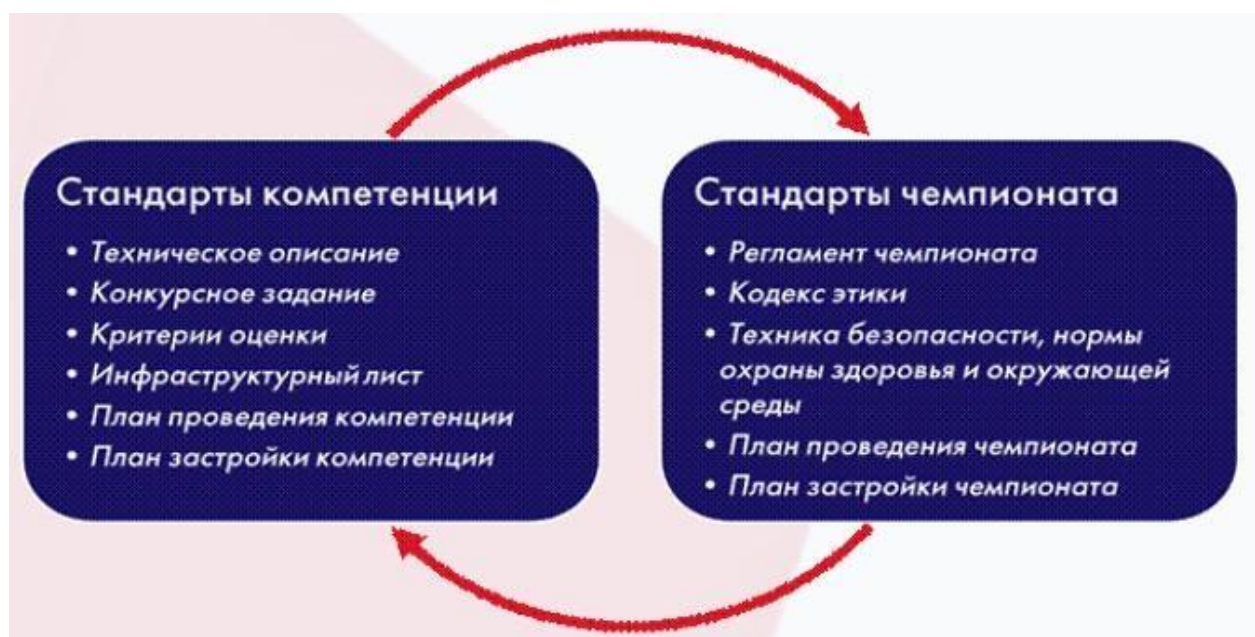 Стандарты компетенции
• Техническое описание
• Конкурсное задание
• Критерии оценки
• Инфраструктурный лист
• План проведения компетенции
• План застройки компетенции
Стандарты чемпионата
• Регламент чемпионата
• Кодекс этики
• Техника безопасности, нормы
охраны здоровья и окружающей
среды
• План проведения чемпионата
• План застройки чемпионата